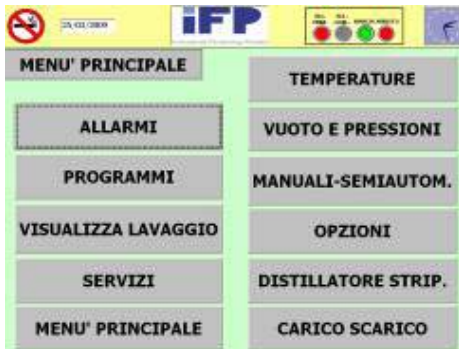 iFP
MENU' PRINCIPALE
ALLARMI
PROGRAMMI
VISUALIZZA LAVAGGIO
SERVIZI
MENU' PRINCIPALE
TEMPERATURE
VUOTO E PRESSIONI
MANUALI-SEMIAUTOM.
OPZIONI
DISTILLATORE STRIP.
CARICO SCARICO